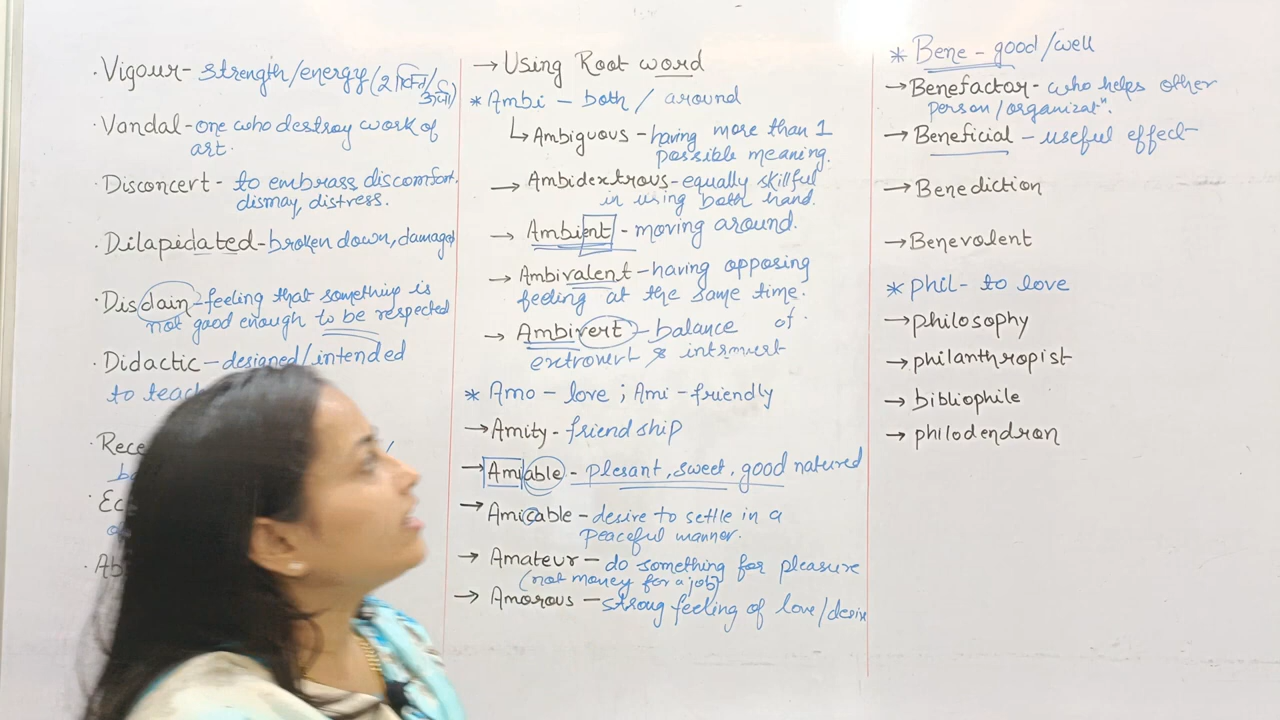 · Vigour - strength/energy (शक्ति/
ऊर्जा)
· Vandal - one who destroy work of
art.
· Disconcert - to embrass discomfort,
dismay, distress.
· Dilapidated - broken down, damaged
· Disdain - feeling that something is
not good enough to be respected
· Didactic - designed/intended
to teac
· Rece
· Ec
· Ab
→ Using Root word
* Ambi - both / around
↳ Ambiguous - having more than 1
possible meaning.
→ Ambidextrous - equally skillful
in using both hand.
→ Ambient - moving around.
→ Ambivalent - having opposing
feeling at the same time.
→ Ambivert - balance of
extrovert & introvert
* Amo - love ; Ami - friendly
→ Amity - friendship
→ Amiable - plesant, sweet, good natured
→ Amicable - desire to settle in a
peaceful manner.
→ Amateur - do something for pleasure
(not money for a job)
→ Amorous - strong feeling of love/desire
* Bene - good / well
→ Benefactor - who helps other
person/organizatⁿ.
→ Beneficial - useful effect
→ Benediction
→ Benevolent
* phil - to love
→ philosophy
→ philanthropist
→ bibliophile
→ philodendron